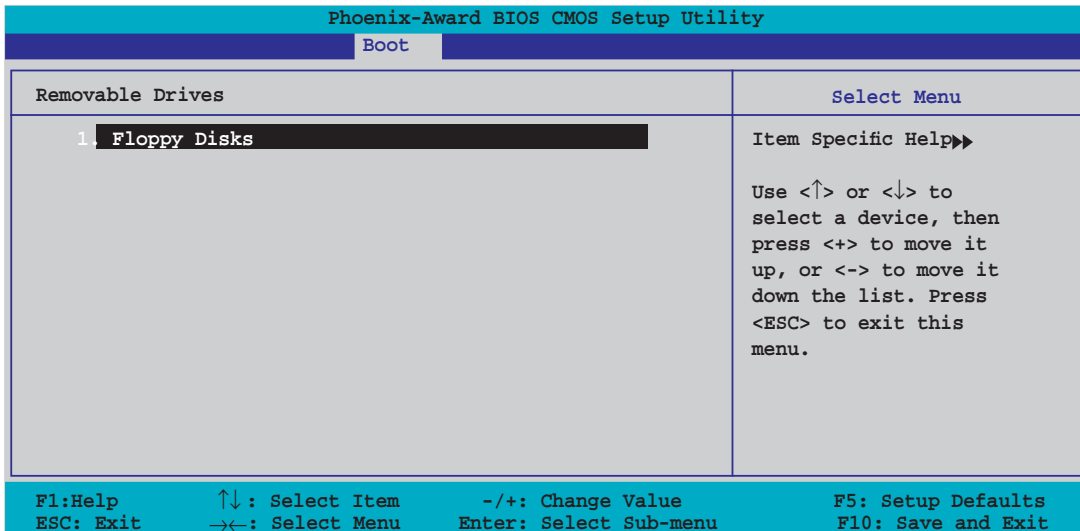 Phoenix-Award BIOS CMOS Setup Utility
Boot
Removable Drives
Select Menu
1. Floppy Disks
Item Specific Help▶▶
Use <↑> or <↓> to
select a device, then
press <+> to move it
up, or <-> to move it
down the list. Press
<ESC> to exit this
menu.
F1:Help ↑↓: Select Item -/+: Change Value F5: Setup Defaults
ESC: Exit →←: Select Menu Enter: Select Sub-menu F10: Save and Exit